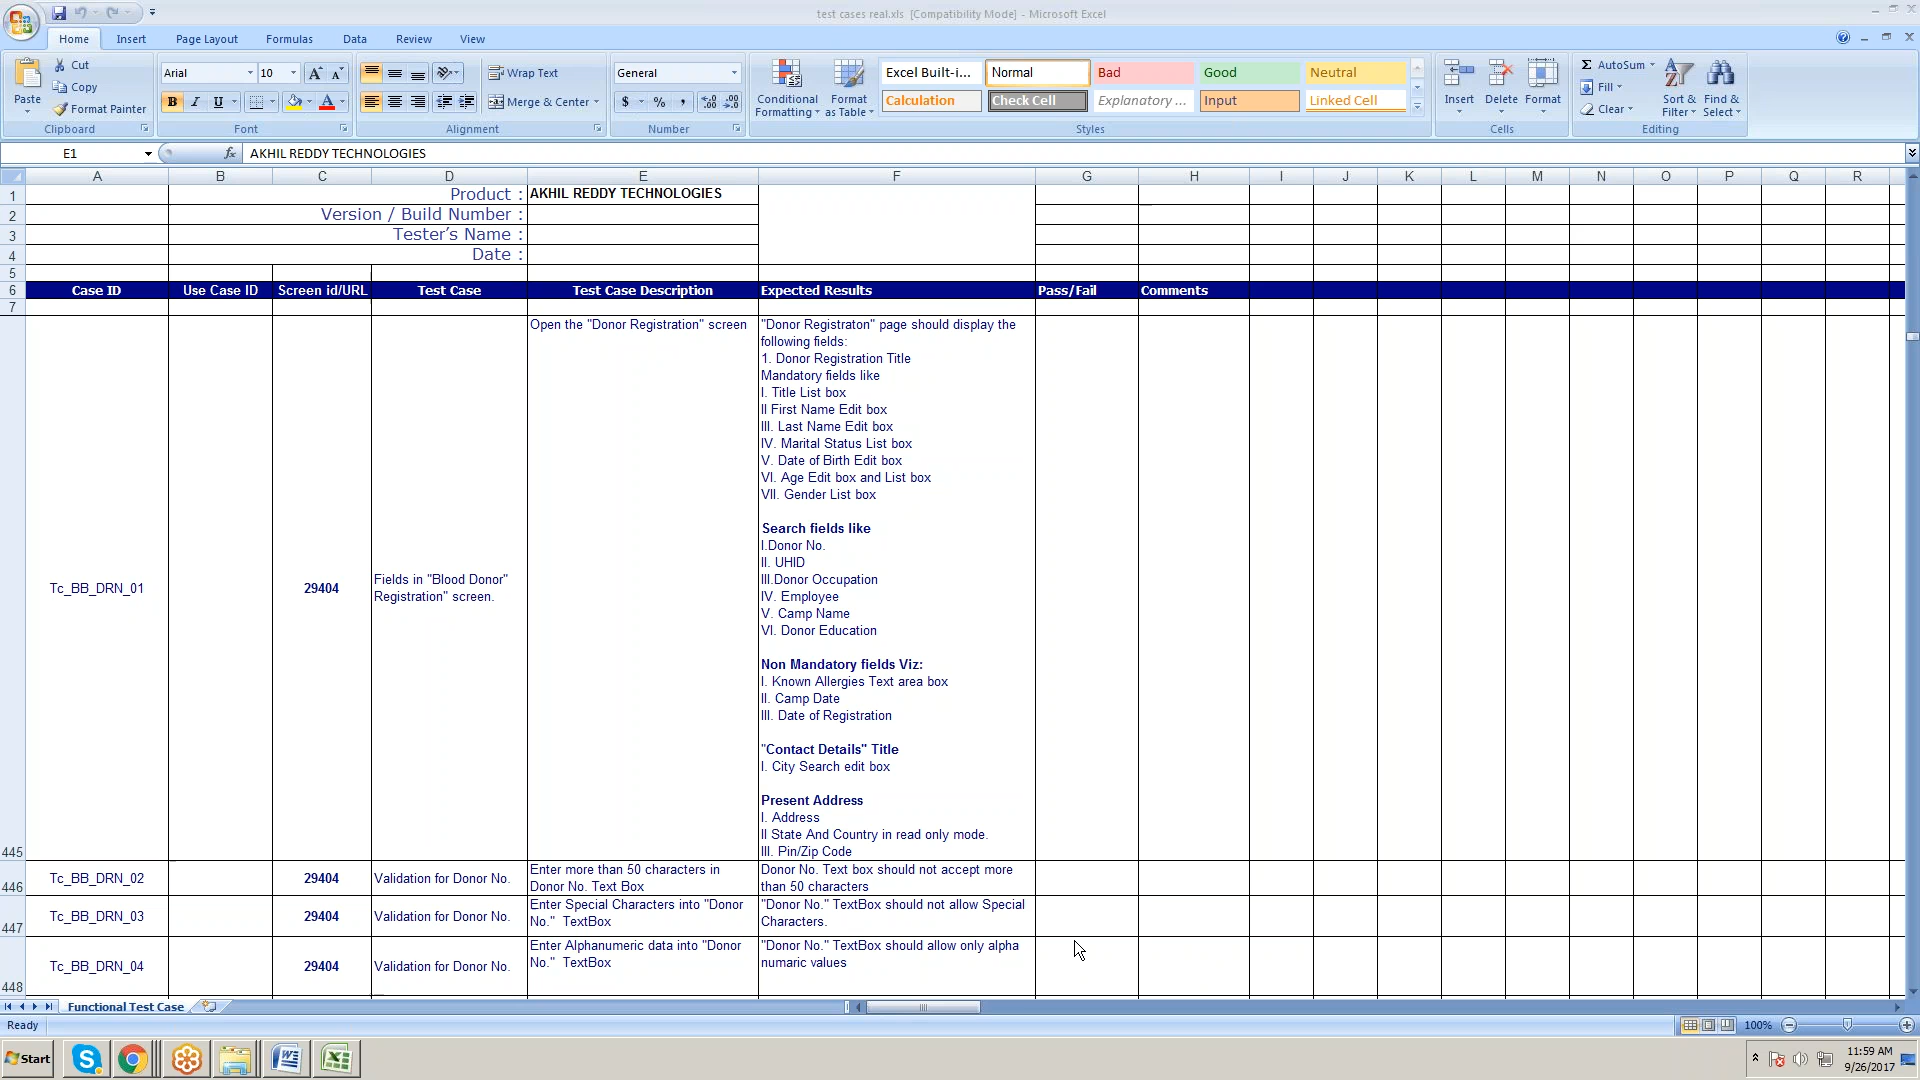 test cases real.xls [Compatibility Mode] - Microsoft Excel
Home Insert Page Layout Formulas Data Review View
Paste Cut Copy Format Painter
Clipboard
Arial 10
B I U
Font
Wrap Text
Merge & Center
Alignment
General
$ % ,
Number
Conditional Formatting Format as Table
Excel Built-i... Normal Bad Good Neutral
Calculation Check Cell Explanatory ... Input Linked Cell
Styles
Insert Delete Format
Cells
Σ AutoSum
Fill
Clear
Sort & Filter Find & Select
Editing
E1 fx AKHIL REDDY TECHNOLOGIES
A B C D E F G H I J K L M N O P Q R
1 Product : AKHIL REDDY TECHNOLOGIES
2 Version / Build Number :
3 Tester's Name :
4 Date :
5
6 Case ID Use Case ID Screen id/URL Test Case Test Case Description Expected Results Pass/Fail Comments
7
Open the "Donor Registration" screen
"Donor Registraton" page should display the
following fields:
1. Donor Registration Title
Mandatory fields like
I. Title List box
II First Name Edit box
III. Last Name Edit box
IV. Marital Status List box
V. Date of Birth Edit box
VI. Age Edit box and List box
VII. Gender List box
Search fields like
I.Donor No.
II. UHID
III.Donor Occupation
IV. Employee
V. Camp Name
VI. Donor Education
Non Mandatory fields Viz:
I. Known Allergies Text area box
II. Camp Date
III. Date of Registration
"Contact Details" Title
I. City Search edit box
Present Address
I. Address
II State And Country in read only mode.
III. Pin/Zip Code
Tc_BB_DRN_01 29404
Fields in "Blood Donor"
Registration" screen.
445
446 Tc_BB_DRN_02 29404 Validation for Donor No.
Enter more than 50 characters in
Donor No. Text Box
Donor No. Text box should not accept more
than 50 characters
447 Tc_BB_DRN_03 29404 Validation for Donor No.
Enter Special Characters into "Donor
No." TextBox
"Donor No." TextBox should not allow Special
Characters.
448 Tc_BB_DRN_04 29404 Validation for Donor No.
Enter Alphanumeric data into "Donor
No." TextBox
"Donor No." TextBox should allow only alpha
numaric values
Functional Test Case
Ready 100%
Start
11:59 AM
9/26/2017